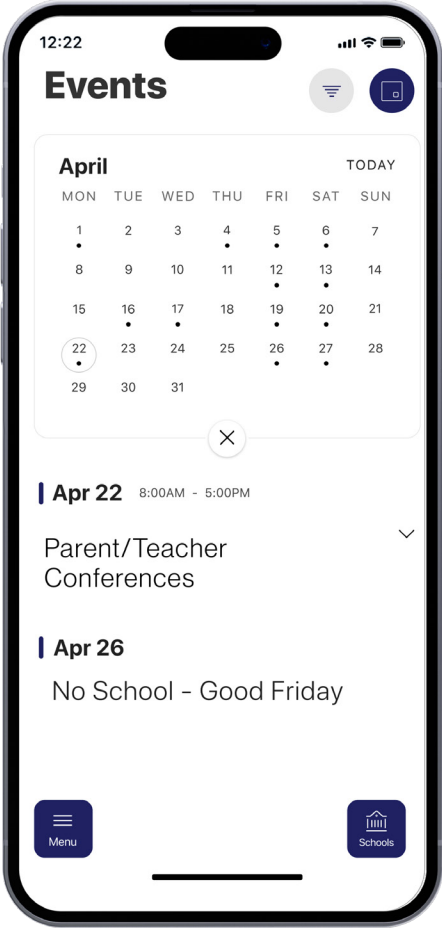 12:22
Events
April TODAY
MON TUE WED THU FRI SAT SUN
1 2 3 4 5 6 7
8 9 10 11 12 13 14
15 16 17 18 19 20 21
22 23 24 25 26 27 28
29 30 31
Apr 22 8:00AM - 5:00PM
Parent/Teacher
Conferences
Apr 26
No School - Good Friday
Menu Schools